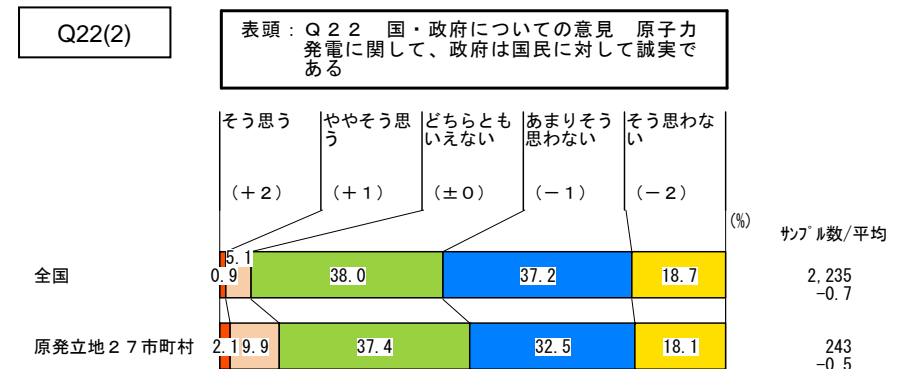 Q22(2)
表頭：Ｑ２２　国・政府についての意見　原子力
発電に関して、政府は国民に対して誠実で
ある
そう思う
ややそう思
う
どちらとも
いえない
あまりそう
思わない
そう思わな
い
（＋２）
（＋１）
（±０）
（－１）
（－２）
(%)
ｻﾝﾌﾟﾙ数/平均
全国
0.9
5.1
38.0
37.2
18.7
2,235
-0.7
原発立地２７市町村
2.1
9.9
37.4
32.5
18.1
243
-0.5